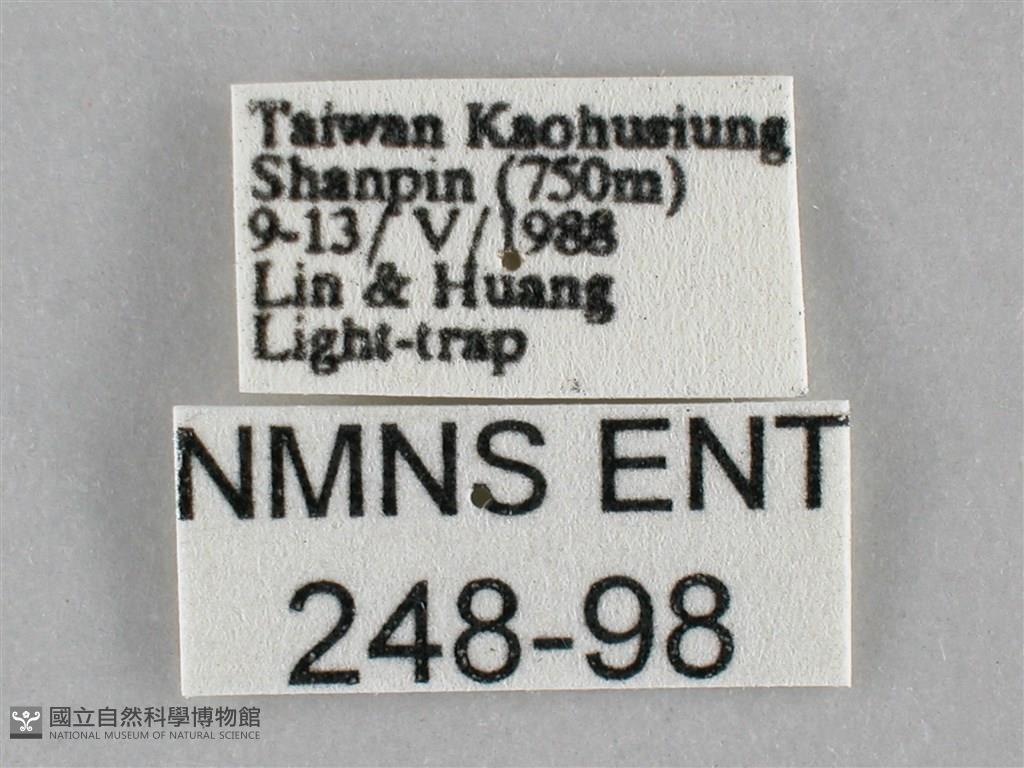 Taiwan Kaohusiung
Shanpin (750m)
9-13/ V/1988
Lin & Huang
Light-trap
NMNS ENT
248-98
國立自然科學博物館
NATIONAL MUSEUM OF NATURAL SCIENCE